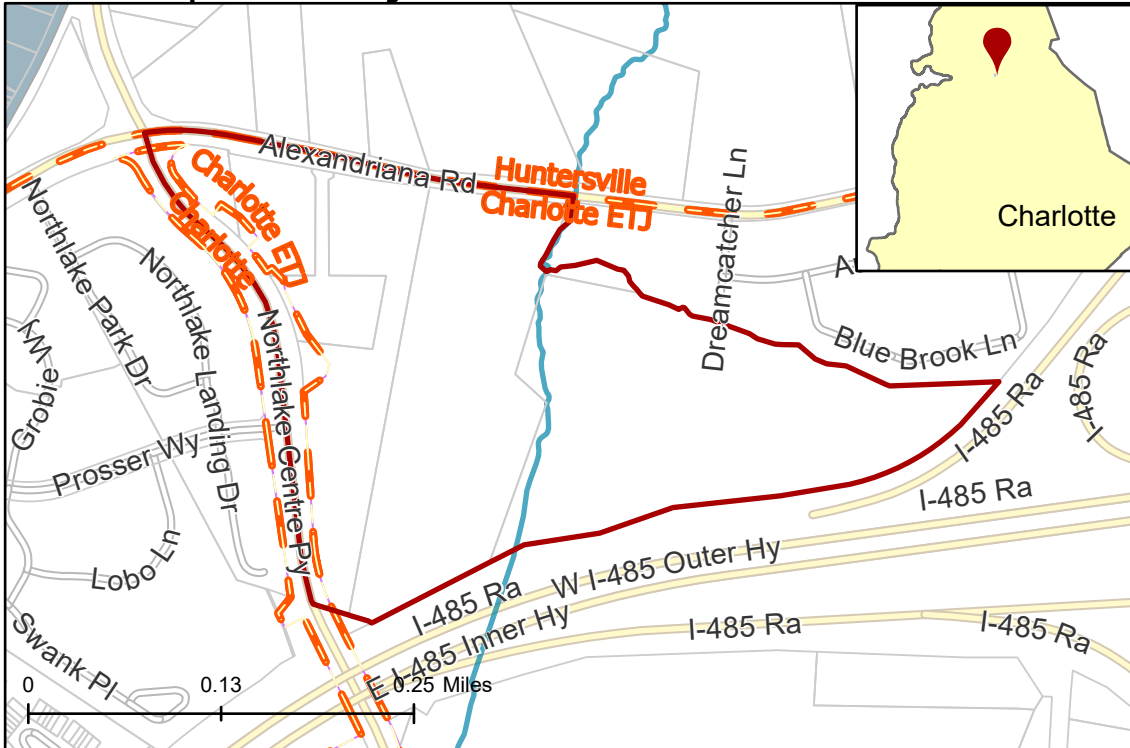 Charlotte
Alexandriana Rd
Huntersville
Charlotte ETJ
Charlotte ETJ
Charlotte
Dreamcatcher Ln
Northlake Park Dr
Northlake Landing Dr
Northlake Centre Py
Grobie Wy
Prosser Wy
Lobo Ln
Swank Pl
Blue Brook Ln
I-485 Ra
I-485 Ra
I-485 Ra
W I-485 Outer Hy
I-485 Ra
E I-485 Inner Hy
I-485 Ra
I-485 Ra
0 0.13 0.25 Miles